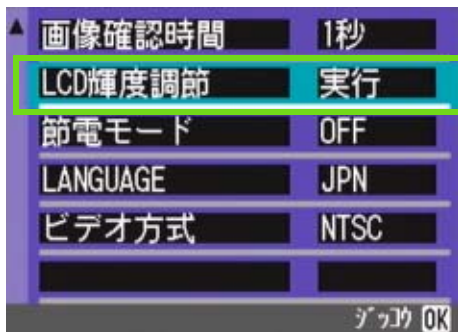 画像確認時間 1秒
LCD輝度調節 実行
節電モード OFF
LANGUAGE JPN
ビデオ方式 NTSC
ジッコウ OK